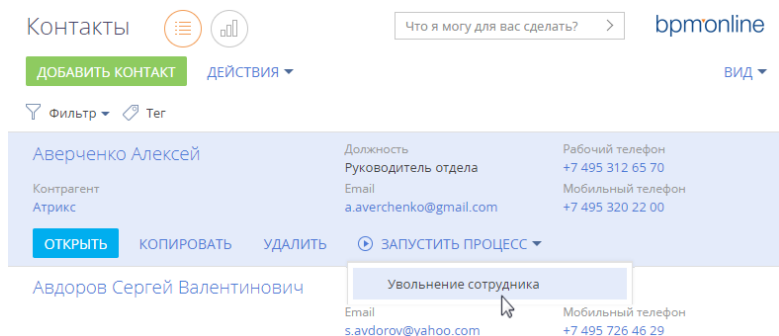 Контакты
Что я могу для вас сделать?
bpm'online
ДОБАВИТЬ КОНТАКТ ДЕЙСТВИЯ ВИД
Фильтр Тег
Аверченко Алексей
Должность
Руководитель отдела
Рабочий телефон
+7 495 312 65 70
Контрагент
Атрикс
Email
a.averchenko@gmail.com
Мобильный телефон
+7 495 320 22 00
ОТКРЫТЬ КОПИРОВАТЬ УДАЛИТЬ ЗАПУСТИТЬ ПРОЦЕСС
Увольнение сотрудника
Авдоров Сергей Валентинович
Email
s.avdorov@yahoo.com
Мобильный телефон
+7 495 726 46 29